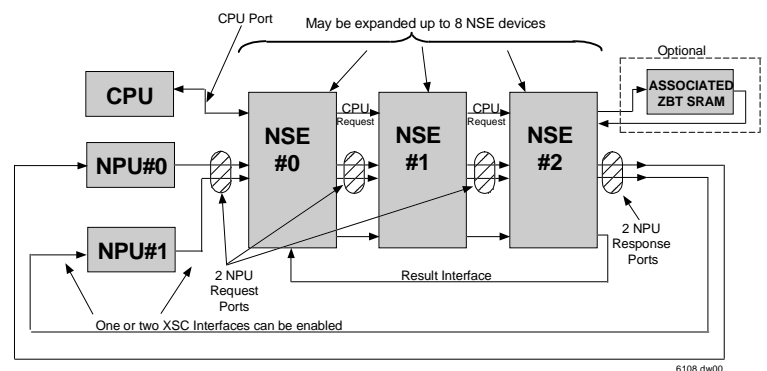 CPU Port
May be expanded up to 8 NSE devices
Optional
CPU
ASSOCIATED
ZBT SRAM
NSE
#0
CPU
Request
NSE
#1
CPU
Request
NSE
#2
NPU#0
NPU#1
2 NPU
Request
Ports
Result Interface
2 NPU
Response
Ports
One or two XSC Interfaces can be enabled
6108 dw00